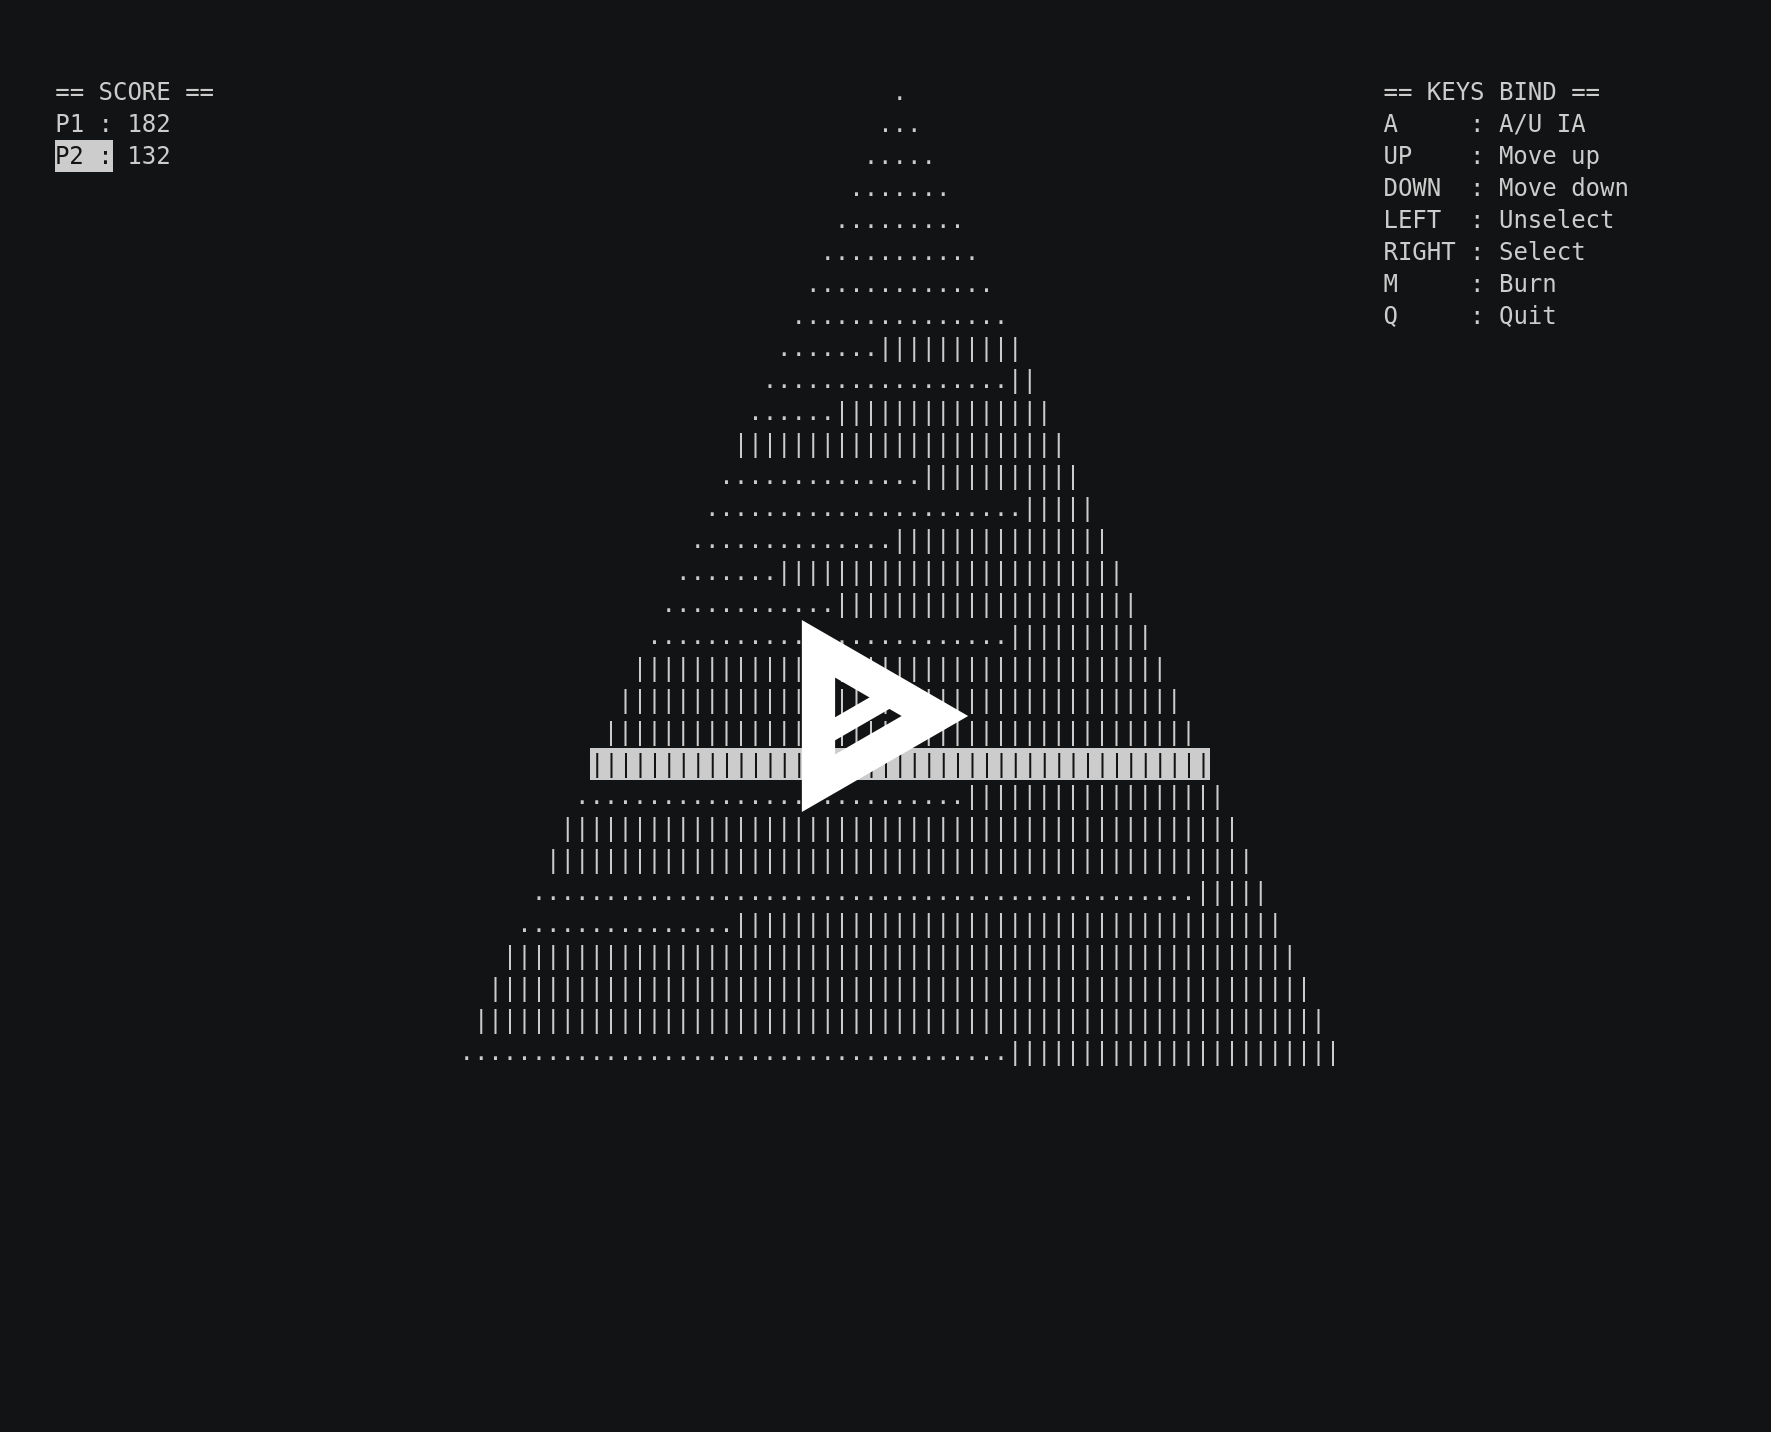 == SCORE ==
P1 : 182
P2 : 132
== KEYS BIND ==
A     : A/U IA
UP    : Move up
DOWN  : Move down
LEFT  : Unselect
RIGHT : Select
M     : Burn
Q     : Quit